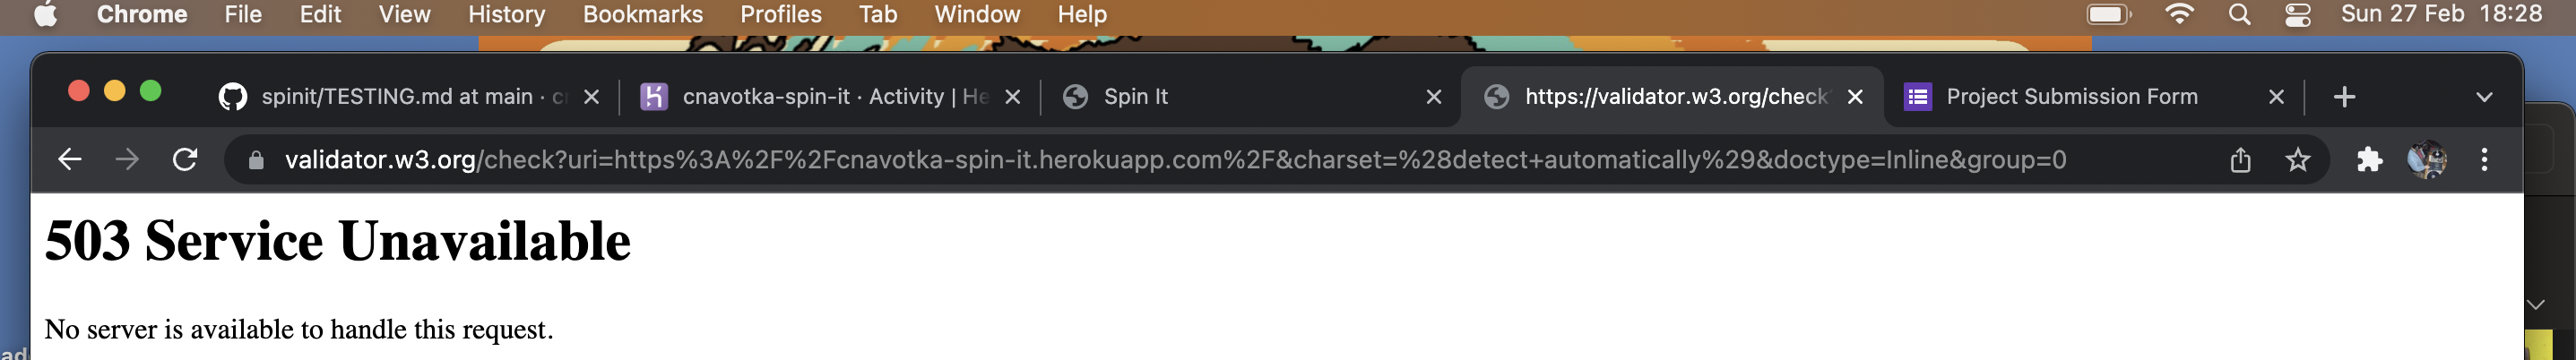 Chrome File Edit View History Bookmarks Profiles Tab Window Help Sun 27 Feb 18:28
spinit/TESTING.md at main · cnavotka-spin-it · Activity | He Spin It https://validator.w3.org/check Project Submission Form
validator.w3.org/check?uri=https%3A%2F%2Fcnavotka-spin-it.herokuapp.com%2F&charset=%28detect+automatically%29&doctype=Inline&group=0
503 Service Unavailable
No server is available to handle this request.